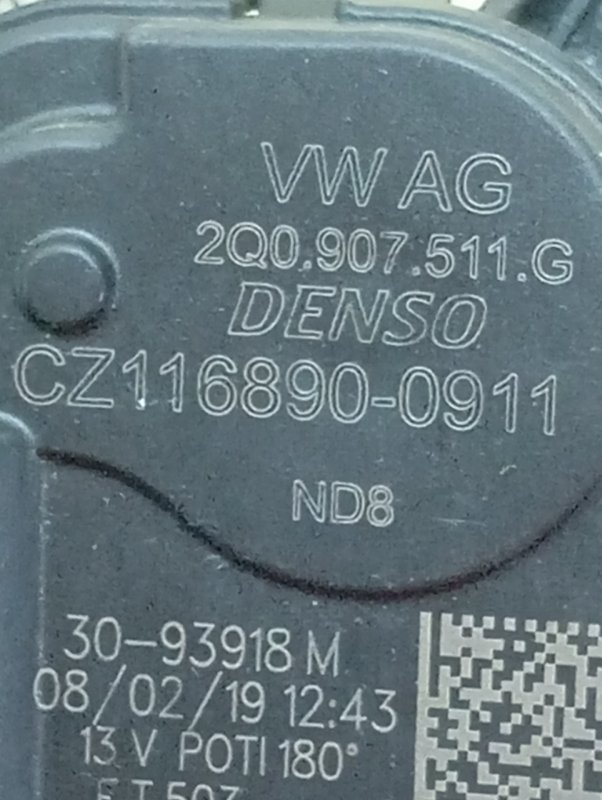 VW AG
2Q0.907.511.G
DENSO
CZ116890-0911
ND8
30-93918 M
08/02/19 12:43
13 V POTI 180°